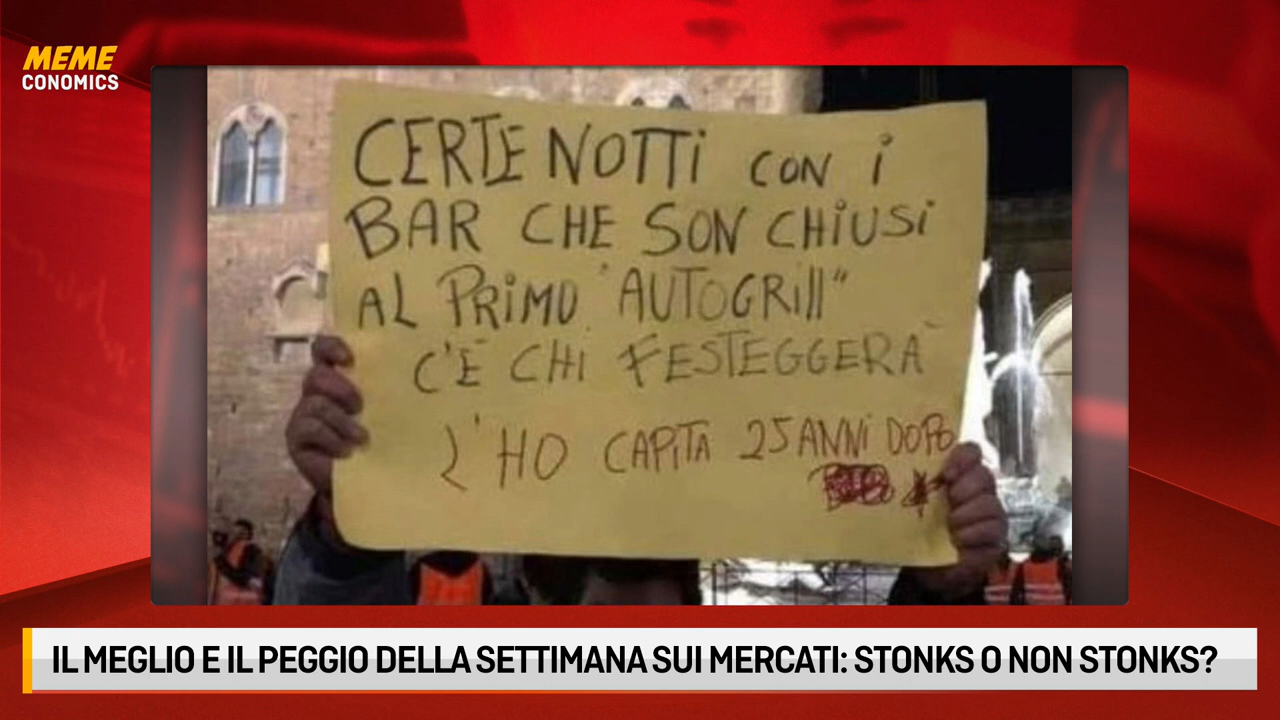 MEME
CONOMICS
CERTE NOTTi CON i
BAR CHE SON CHiUSi
AL PRiMO "AUTOGRill"
C'È CHi FESTEGGERÀ
L'HO CAPiTA 25 ANNi DOPO
IL MEGLIO E IL PEGGIO DELLA SETTIMANA SUI MERCATI: STONKS O NON STONKS?